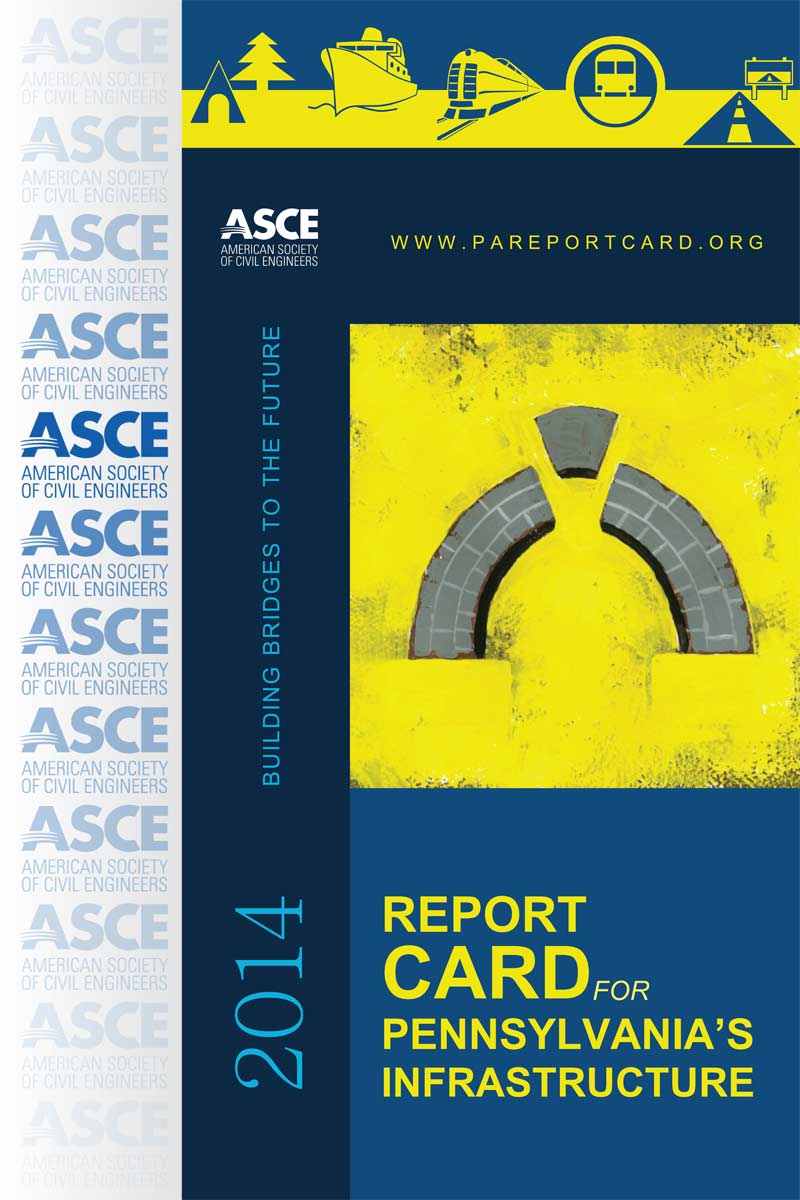 ASCE
AMERICAN SOCIETY
OF CIVIL ENGINEERS
ASCE
AMERICAN SOCIETY
OF CIVIL ENGINEERS
ASCE
AMERICAN SOCIETY
OF CIVIL ENGINEERS
ASCE
AMERICAN SOCIETY
OF CIVIL ENGINEERS
ASCE
AMERICAN SOCIETY
OF CIVIL ENGINEERS
ASCE
AMERICAN SOCIETY
OF CIVIL ENGINEERS
ASCE
AMERICAN SOCIETY
OF CIVIL ENGINEERS
ASCE
AMERICAN SOCIETY
OF CIVIL ENGINEERS
ASCE
AMERICAN SOCIETY
OF CIVIL ENGINEERS
ASCE
AMERICAN SOCIETY
OF CIVIL ENGINEERS
ASCE
AMERICAN SOCIETY
OF CIVIL ENGINEERS
ASCE
AMERICAN SOCIETY
OF CIVIL ENGINEERS
ASCE
AMERICAN SOCIETY
OF CIVIL ENGINEERS
WWW.PAREPORTCARD.ORG
BUILDING BRIDGES TO THE FUTURE
2014
REPORT
CARD FOR
PENNSYLVANIA'S
INFRASTRUCTURE